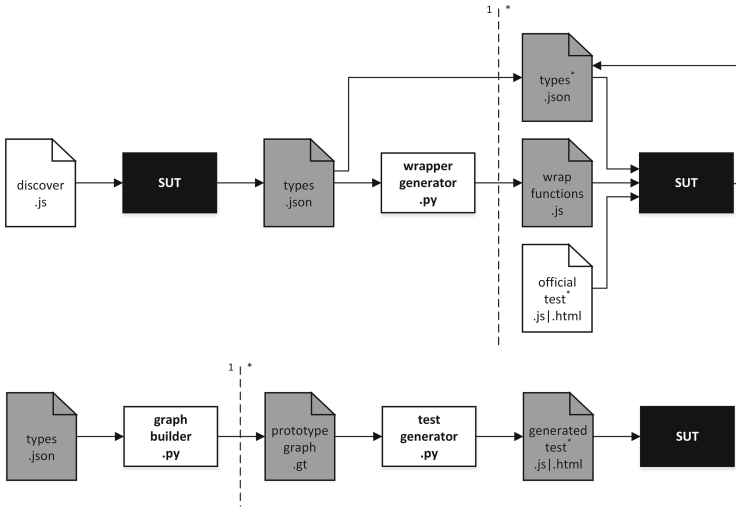 1 *
types*
.json
discover
.js
SUT
types
.json
wrapper
generator
.py
wrap
functions
.js
SUT
official
test*
.js|.html
1 *
types
.json
graph
builder
.py
prototype
graph
.gt
test
generator
.py
generated
test*
.js|.html
SUT